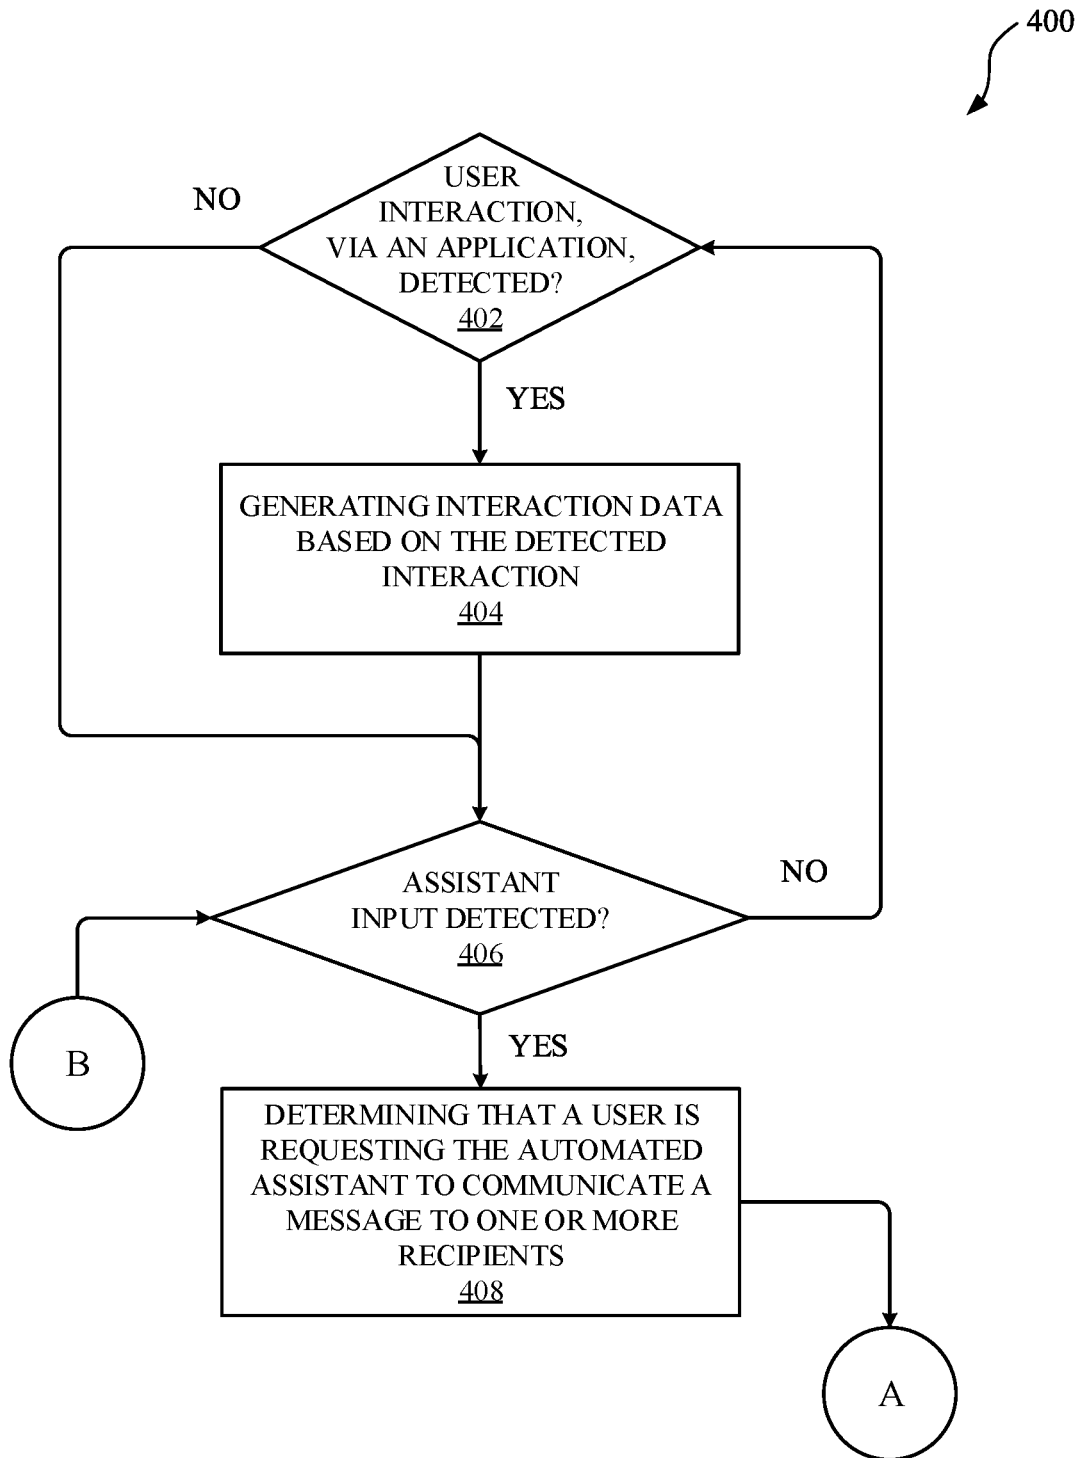 400
NO
USER
INTERACTION,
VIA AN APPLICATION,
DETECTED?
402
YES
GENERATING INTERACTION DATA
BASED ON THE DETECTED
INTERACTION
404
ASSISTANT
INPUT DETECTED?
406
NO
B
YES
DETERMINING THAT A USER IS
REQUESTING THE AUTOMATED
ASSISTANT TO COMMUNICATE A
MESSAGE TO ONE OR MORE
RECIPIENTS
408
A